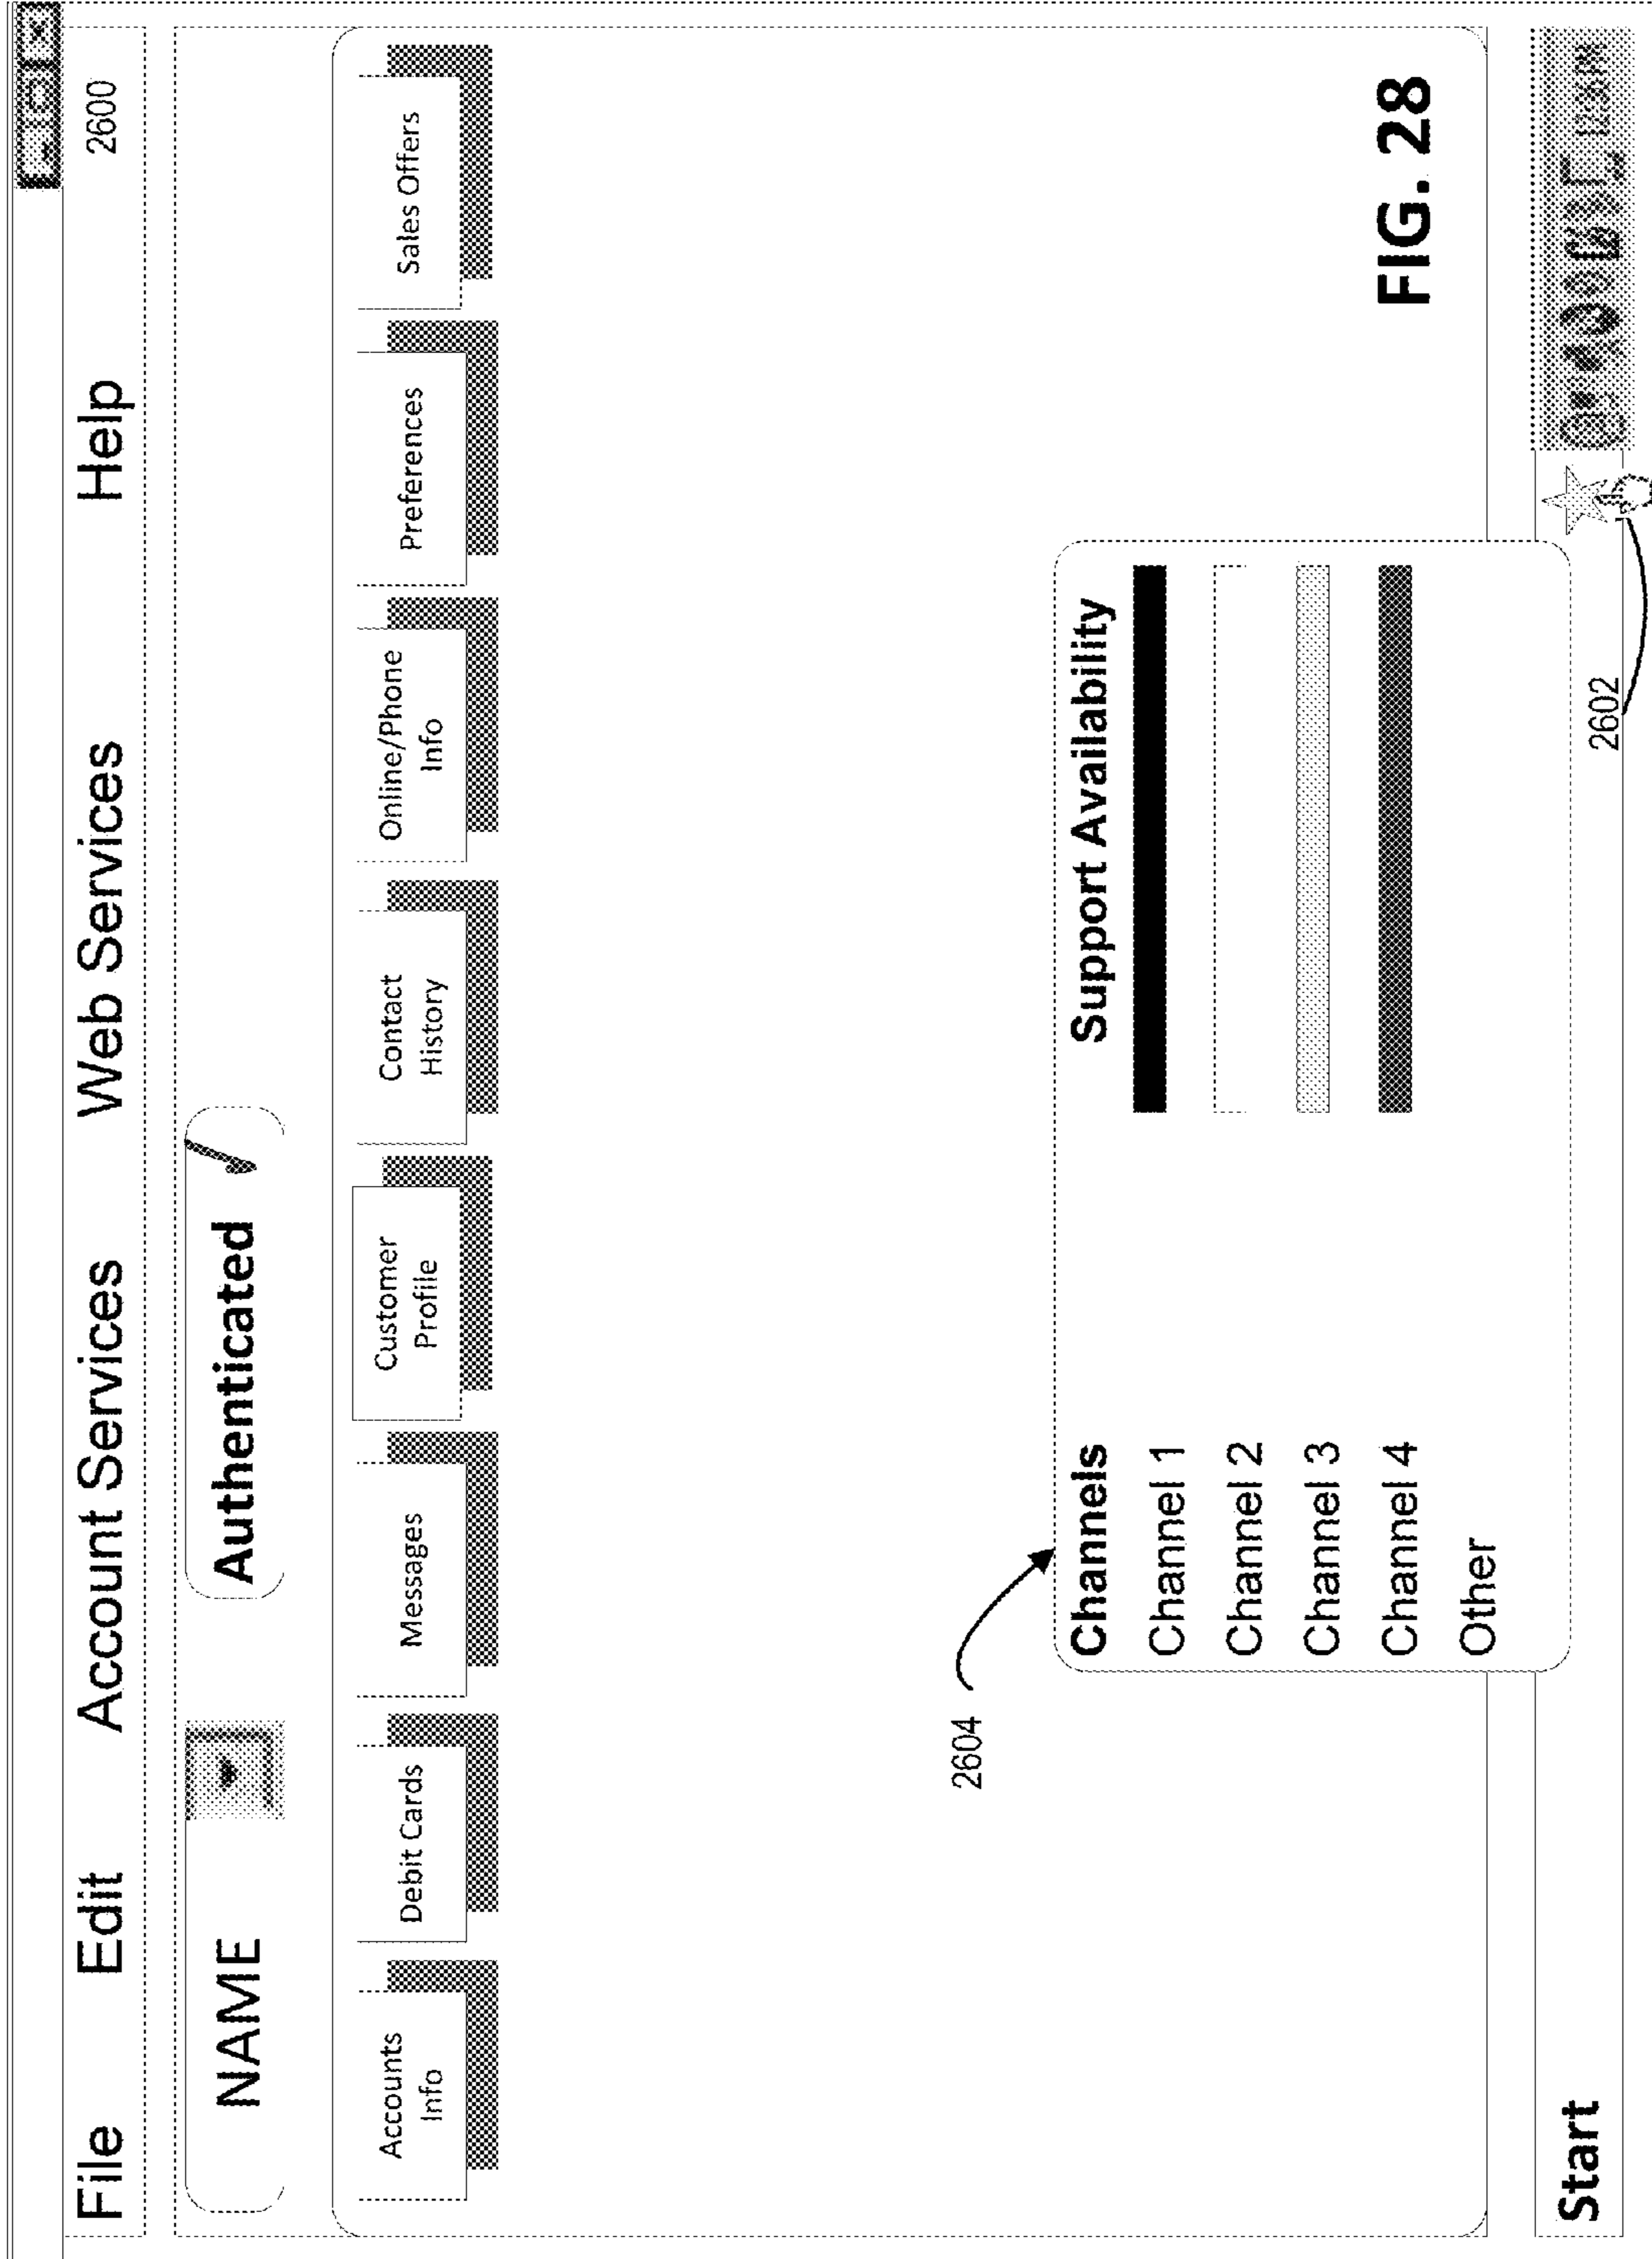 2600
File Edit Account Services Web Services Help
NAME Authenticated
Accounts
Info
Debit Cards
Messages
Customer
Profile
Contact
History
Online/Phone
Info
Preferences
Sales Offers
2604
Channels Support Availability
Channel 1
Channel 2
Channel 3
Channel 4
Other
FIG. 28
Start
2602